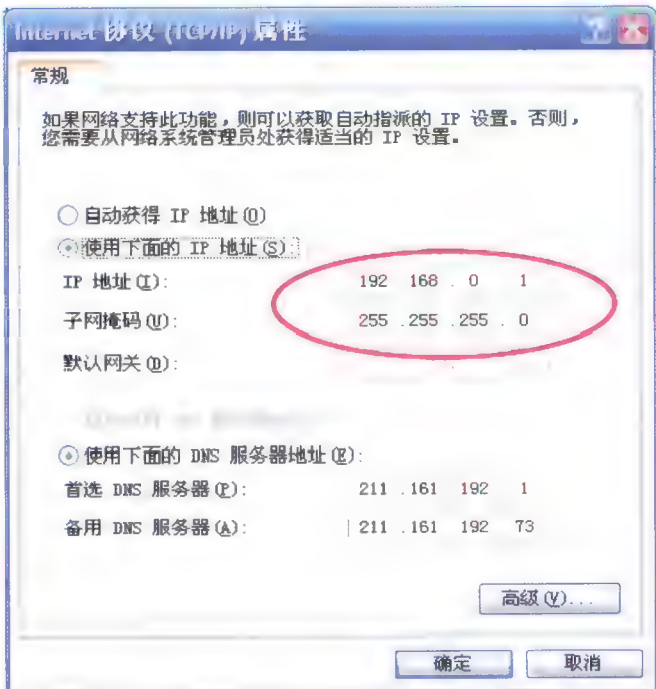 Internet 协议 (TCP/IP) 属性
常规
如果网络支持此功能，则可以获取自动指派的 IP 设置。否则，
您需要从网络系统管理员处获得适当的 IP 设置。
自动获得 IP 地址(O)
使用下面的 IP 地址(S):
IP 地址(I): 192 168 . 0 1
子网掩码(U): 255 .255 .255 . 0
默认网关(D):
使用下面的 DNS 服务器地址(E):
首选 DNS 服务器(P): 211 .161 192 1
备用 DNS 服务器(A): 211 .161 192 73
高级(V)...
确定 取消